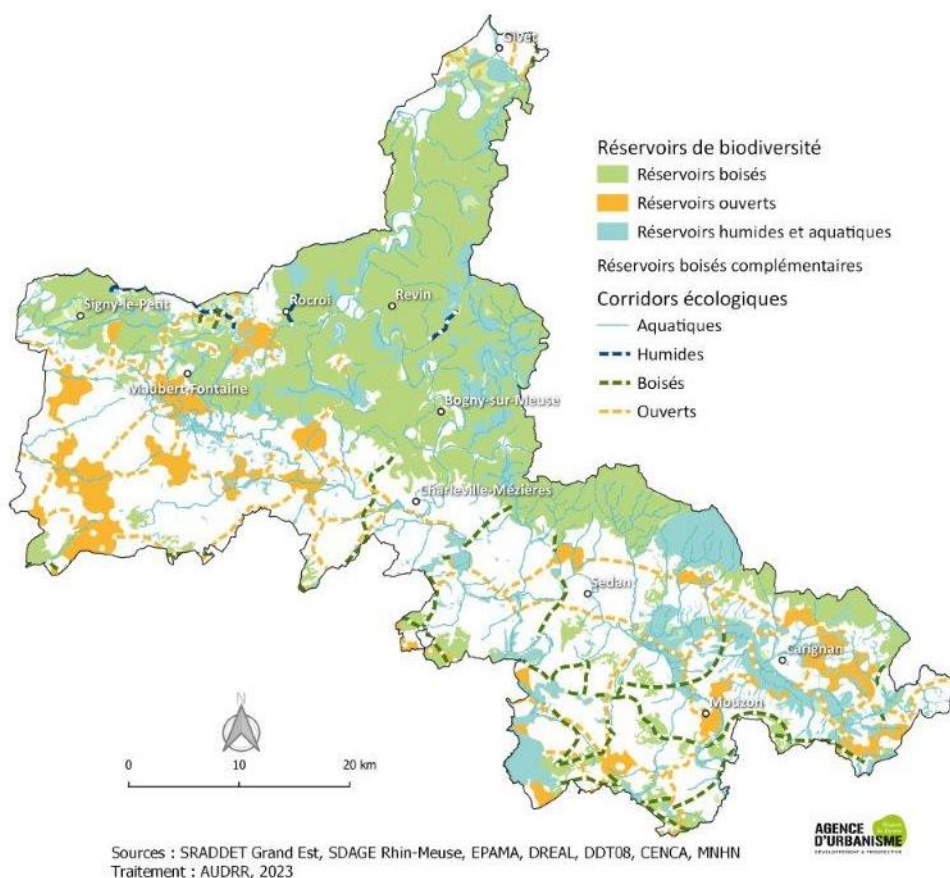 Givet
Réservoirs de biodiversité
Réservoirs boisés
Réservoirs ouverts
Réservoirs humides et aquatiques
Réservoirs boisés complémentaires
Corridors écologiques
Aquatiques
Humides
Boisés
Ouverts
Signy-le-Petit
Rocroi
Revin
Maubert-Fontaine
Bogny-sur-Meuse
Charleville-Mézières
Sedan
Carignan
Mouzon
N
0 10 20 km
AGENCE
D'URBANISME
Sources : SRADDET Grand Est, SDAGE Rhin-Meuse, EPAMA, DREAL, DDT08, CENCA, MNHN
Traitement : AUDRR, 2023